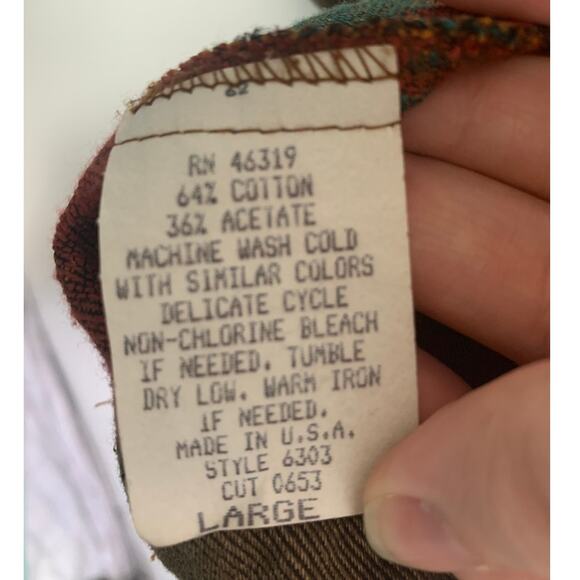 62
RN 46319
64% COTTON
36% ACETATE
MACHINE WASH COLD
WITH SIMILAR COLORS
DELICATE CYCLE
NON-CHLORINE BLEACH
IF NEEDED. TUMBLE
DRY LOW. WARM IRON
IF NEEDED.
MADE IN U.S.A.
STYLE 6303
CUT 0653
LARGE